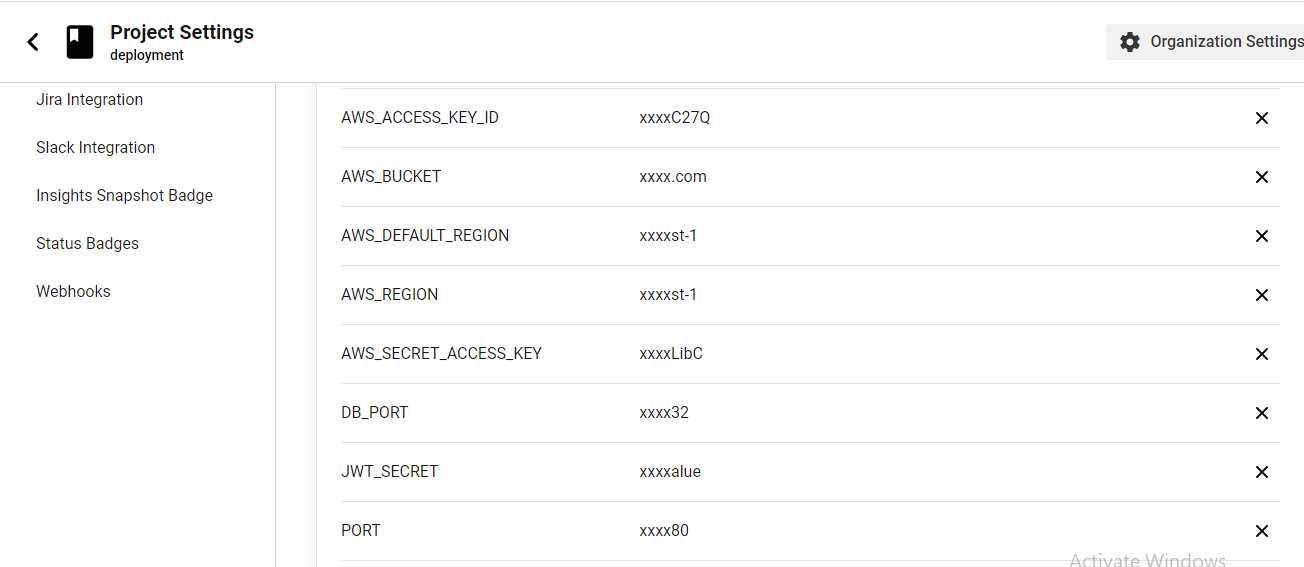 Project Settings
deployment
Organization Settings
Jira Integration
Slack Integration
Insights Snapshot Badge
Status Badges
Webhooks
AWS_ACCESS_KEY_ID xxxxC27Q
AWS_BUCKET xxxx.com
AWS_DEFAULT_REGION xxxxst-1
AWS_REGION xxxxst-1
AWS_SECRET_ACCESS_KEY xxxxLibC
DB_PORT xxxx32
JWT_SECRET xxxxalue
PORT xxxx80
Activate Windows